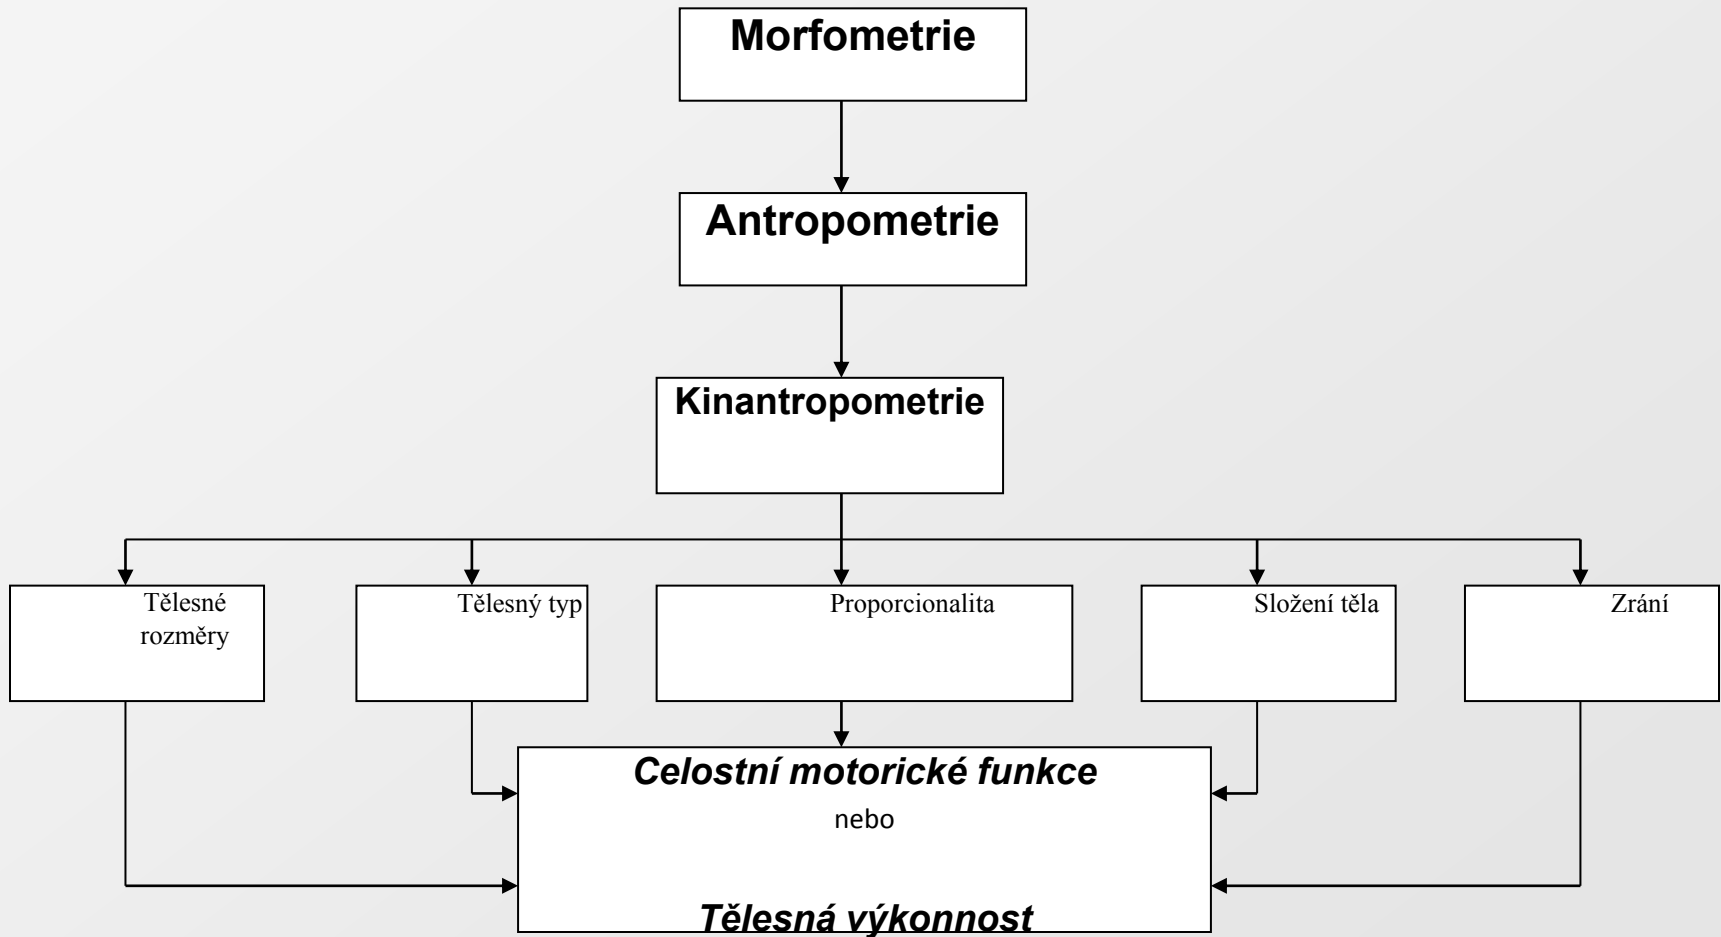 Morfometrie
Antropometrie
Kinantropometrie
Tělesné
rozměry
Tělesný typ
Proporcionalita
Složení těla
Zrání
Celostní motorické funkce
nebo
Tělesná výkonnost